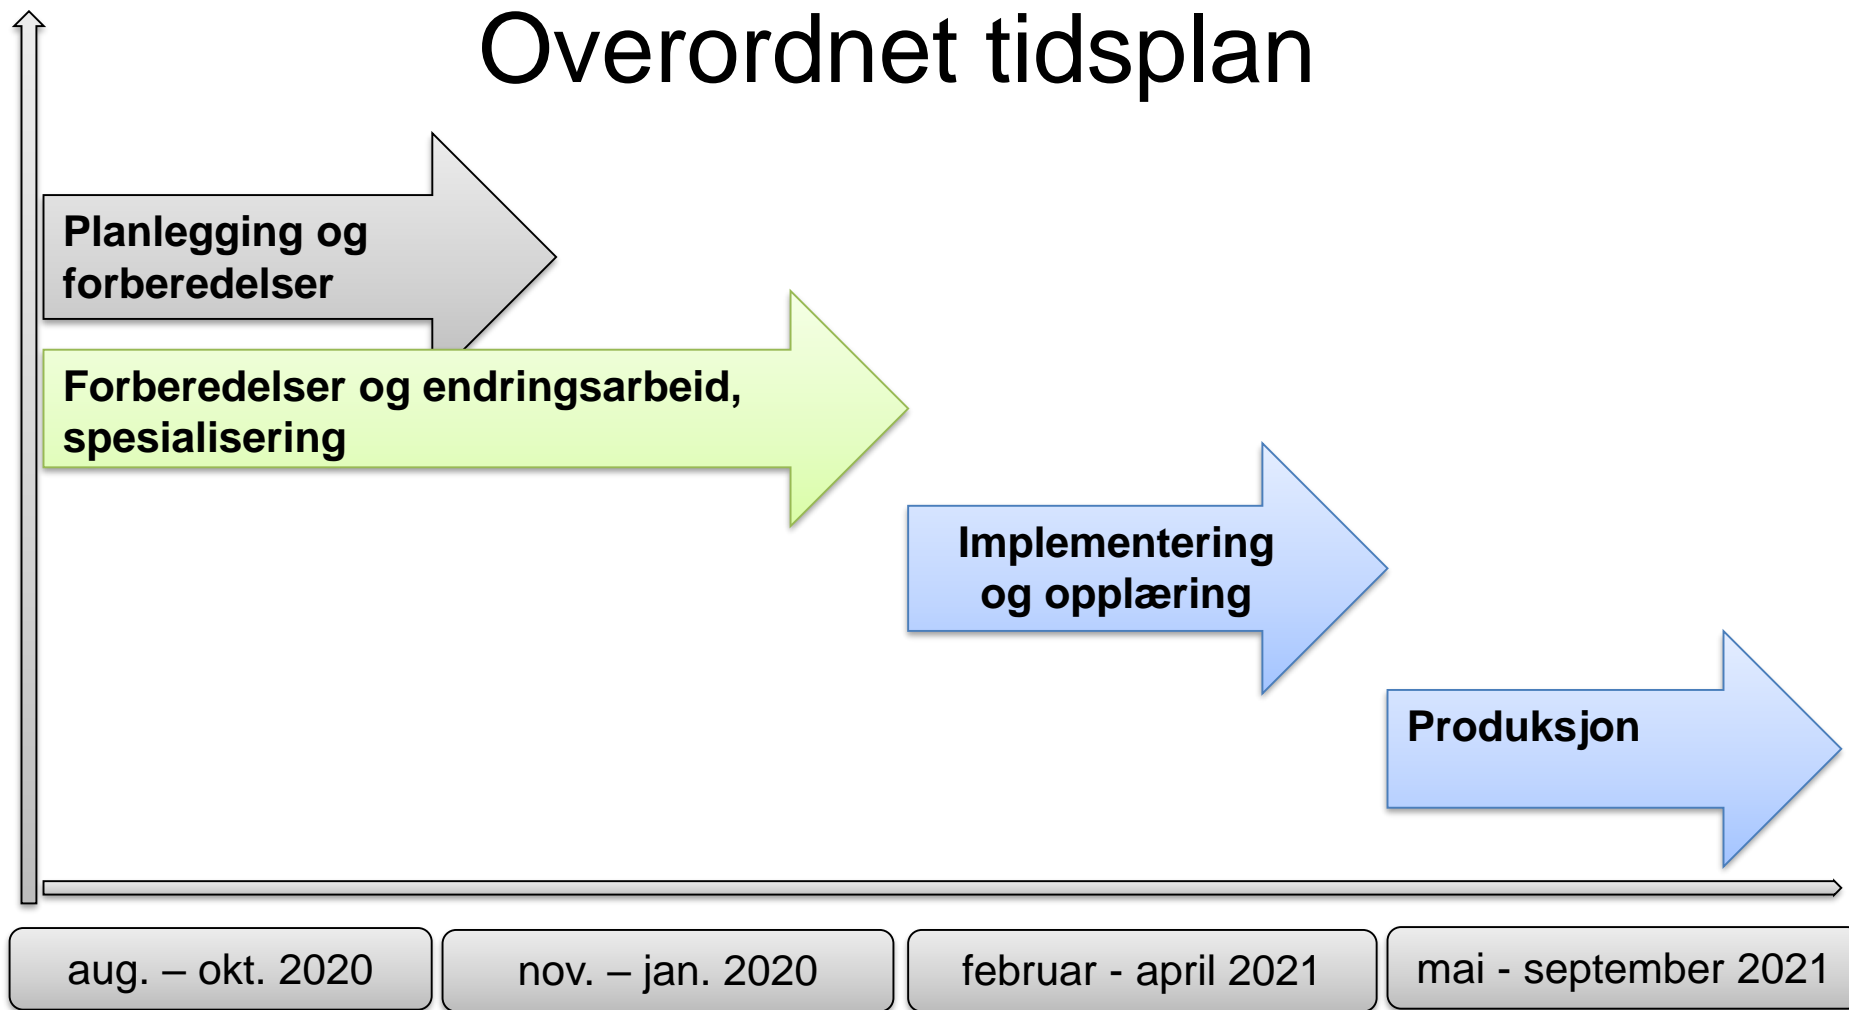 Overordnet tidsplan
Planlegging og
forberedelser
Forberedelser og endringsarbeid,
spesialisering
Implementering
og opplæring
Produksjon
aug. – okt. 2020
nov. – jan. 2020
februar - april 2021
mai - september 2021